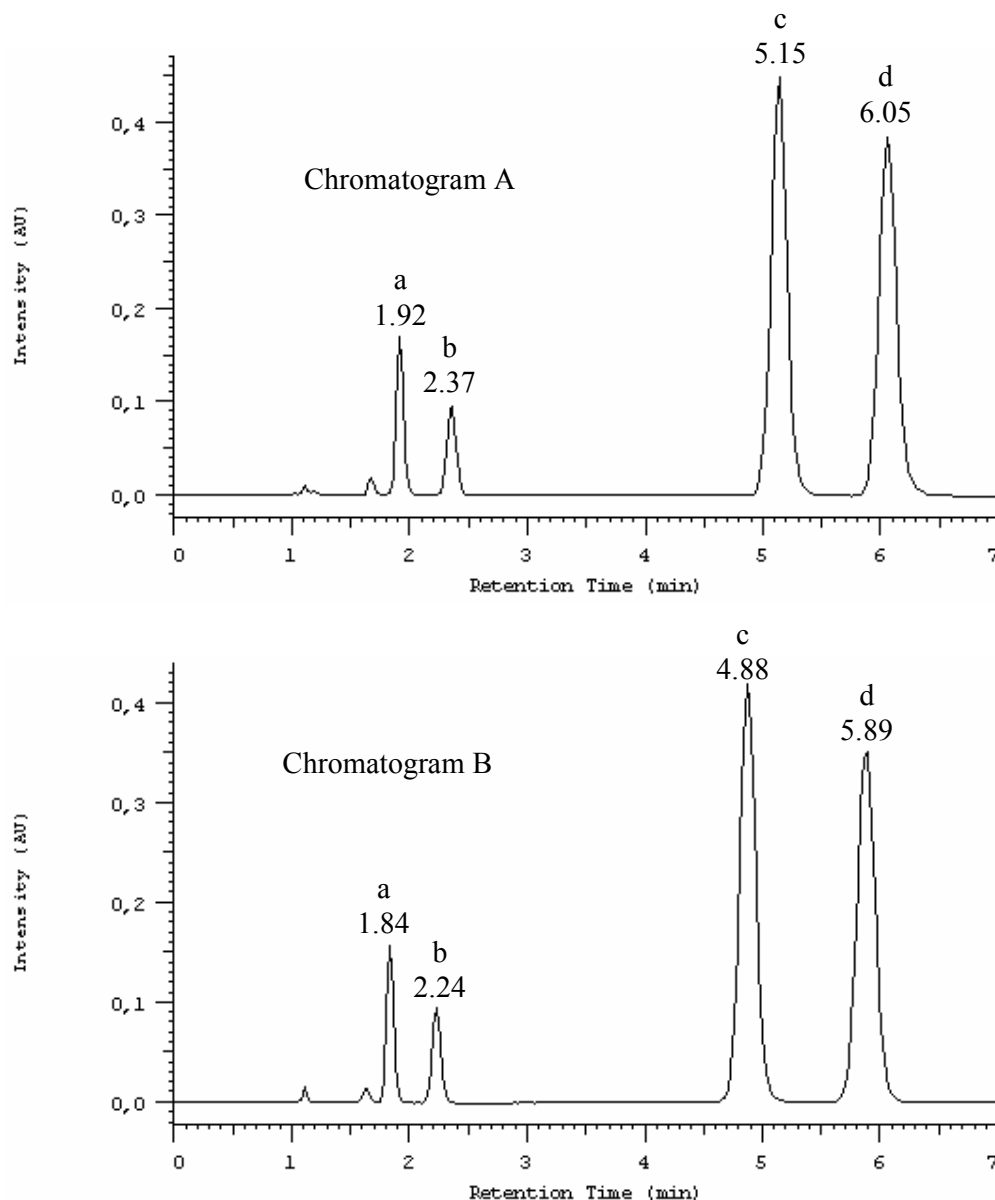 c
5.15
d
6.05
0,4
Chromatogram A
0,3
a
1.92
b
2.37
0,2
0,1
0,0
Intensity (AU)
0 1 2 3 4 5 6 7
Retention Time (min)
c
4.88
d
5.89
0,4
Chromatogram B
0,3
a
1.84
b
2.24
0,2
0,1
0,0
Intensity (AU)
0 1 2 3 4 5 6 7
Retention Time (min)